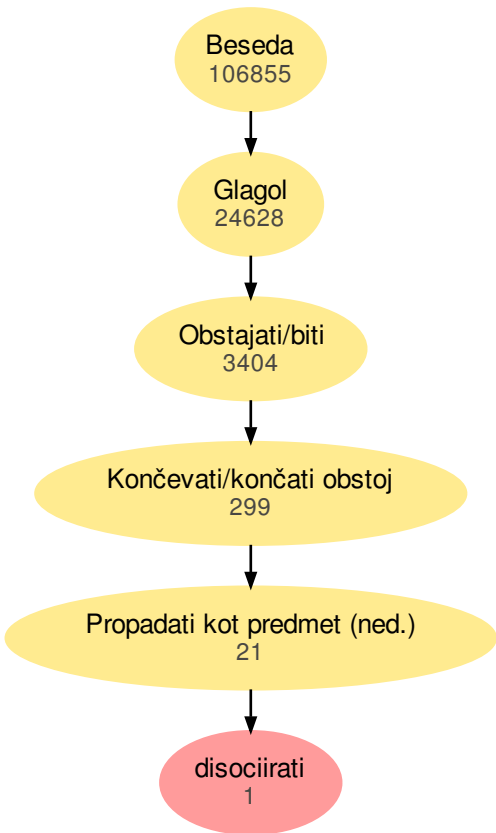 Beseda
106855
Glagol
24628
Obstajati/biti
3404
Končevati/končati obstoj
299
Propadati kot predmet (ned.)
21
disociirati
1